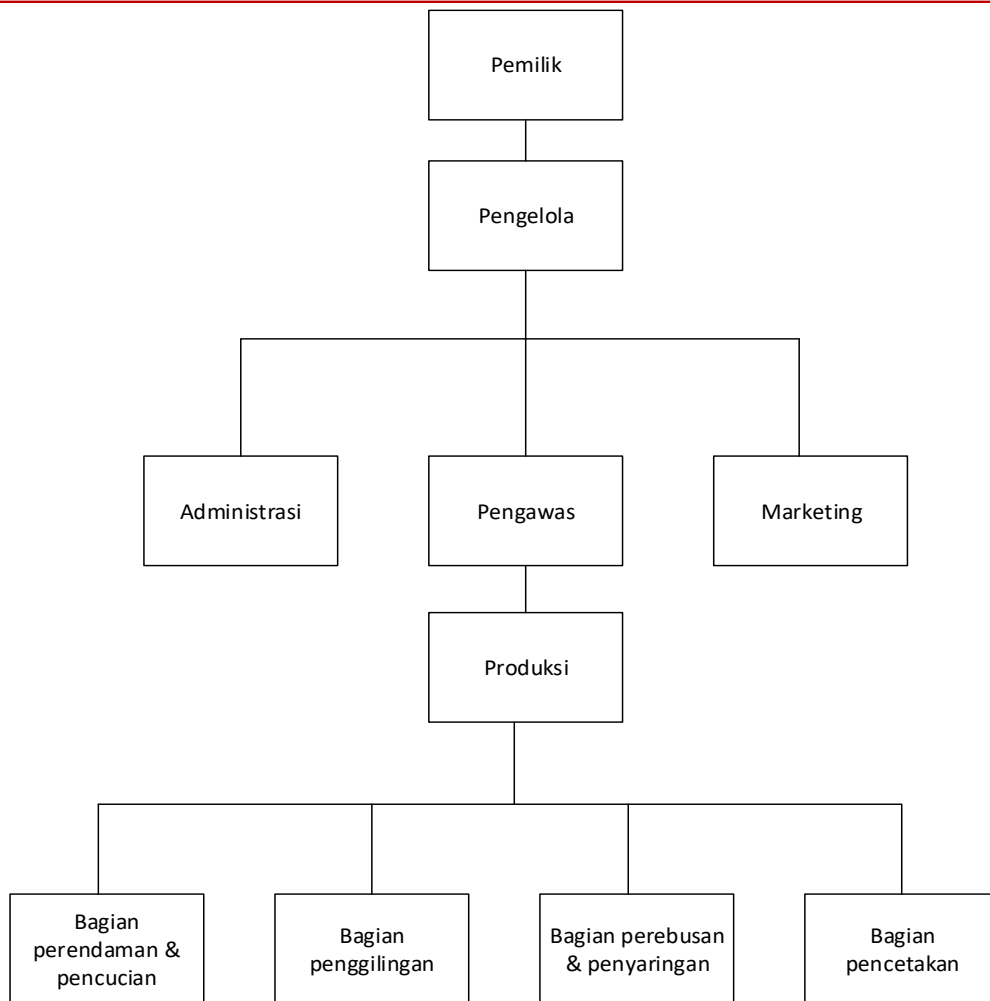 Pemilik
Pengelola
Administrasi
Pengawas
Marketing
Produksi
Bagian
perendaman &
pencucian
Bagian
penggilingan
Bagian perebusan
& penyaringan
Bagian
pencetakan